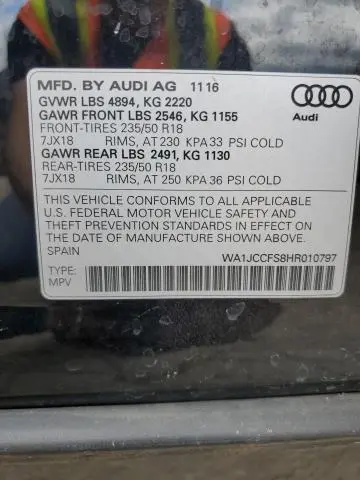 MFD. BY AUDI AG 11 16
GVWR LBS 4894, KG 2220
GAWR FRONT LBS 2546, KG 1155
FRONT-TIRES 235/50 R18
7JX18 RIMS, AT 230 KPA 33 PSI COLD
GAWR REAR LBS 2491, KG 1130
REAR-TIRES 235/50 R18
7JX18 RIMS, AT 250 KPA 36 PSI COLD
Audi
THIS VEHICLE CONFORMS TO ALL APPLICABLE
U.S. FEDERAL MOTOR VEHICLE SAFETY AND
THEFT PREVENTION STANDARDS IN EFFECT ON
THE DATE OF MANUFACTURE SHOWN ABOVE.
SPAIN
WA1JCCFS8HR010797
TYPE:
MPV